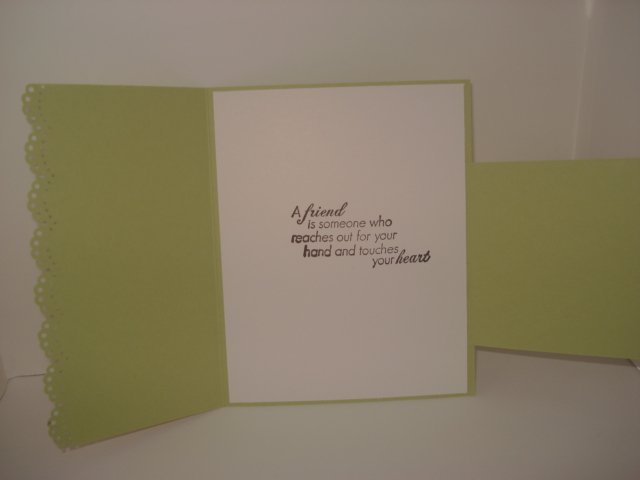 A friend
is someone who
reaches out for your
hand and touches
your heart